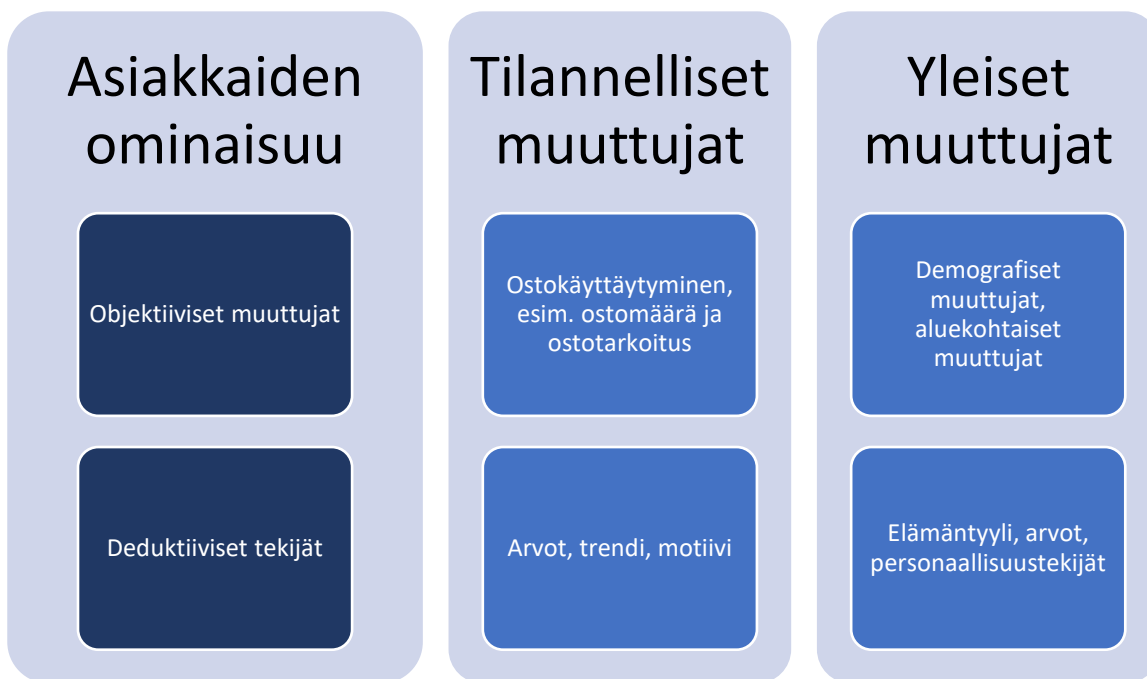 Asiakkaiden
ominaisuu
Objektiiviset muuttujat
Deduktiiviset tekijät
Tilannelliset
muuttujat
Ostokäyttäytyminen,
esim. ostomäärä ja
ostotarkoitus
Arvot, trendi, motiivi
Yleiset
muuttujat
Demografiset
muuttujat,
aluekohtaiset
muuttujat
Elämäntyyli, arvot,
personaallisuustekijät